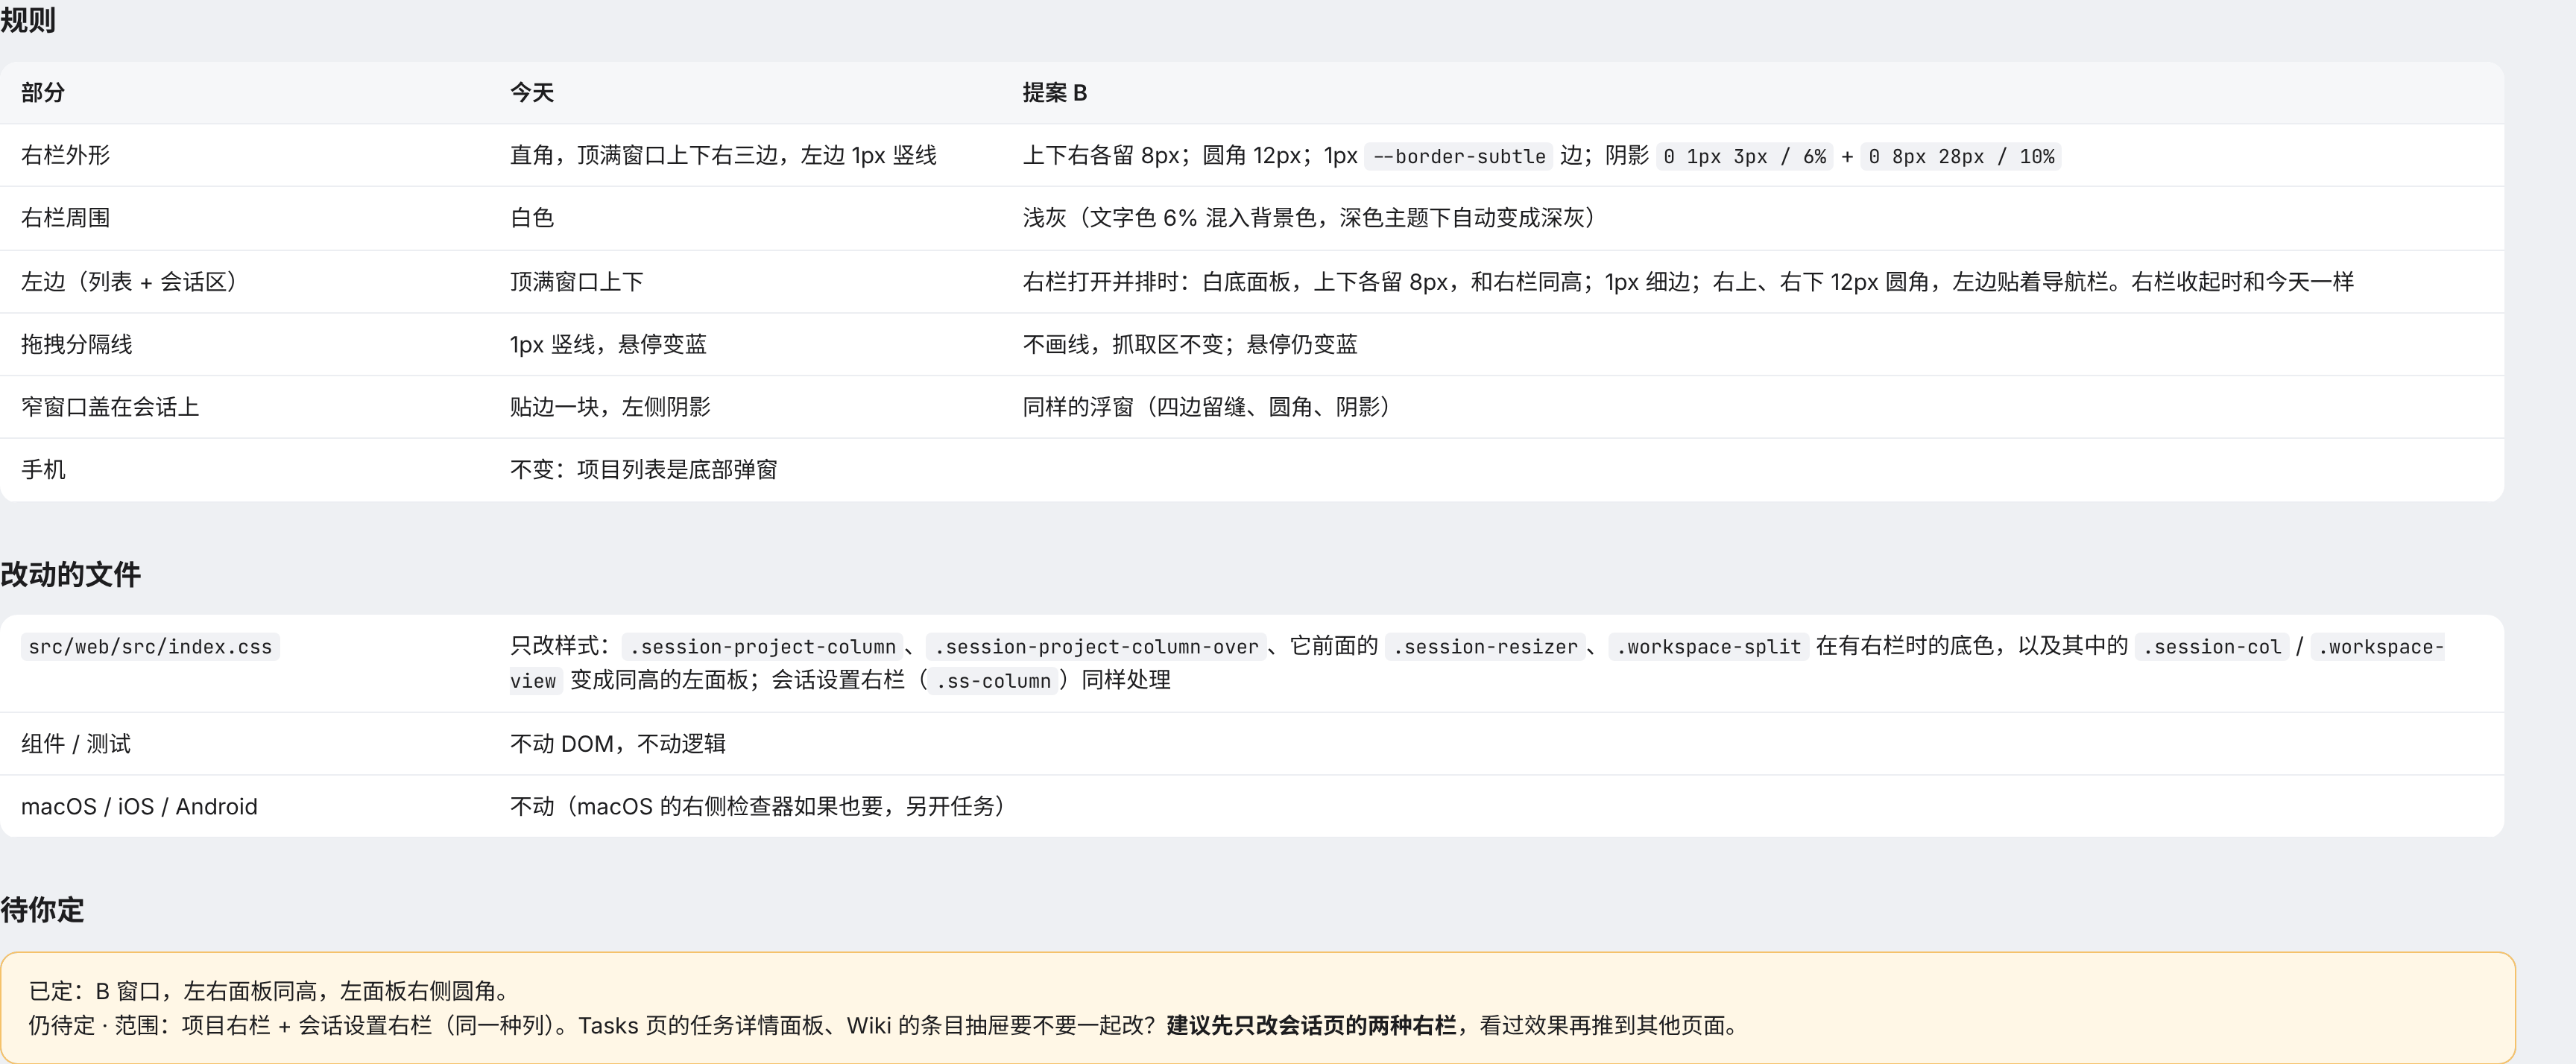 规则
部分 今天 提案 B
右栏外形 直角，顶满窗口上下右三边，左边 1px 竖线 上下右各留 8px；圆角 12px；1px --border-subtle 边；阴影 0 1px 3px / 6% + 0 8px 28px / 10%
右栏周围 白色 浅灰（文字色 6% 混入背景色，深色主题下自动变成深灰）
左边（列表 + 会话区） 顶满窗口上下 右栏打开并排时：白底面板，上下各留 8px，和右栏同高；1px 细边；右上、右下 12px 圆角，左边贴着导航栏。右栏收起时和今天一样
拖拽分隔线 1px 竖线，悬停变蓝 不画线，抓取区不变；悬停仍变蓝
窄窗口盖在会话上 贴边一块，左侧阴影 同样的浮窗（四边留缝、圆角、阴影）
手机 不变：项目列表是底部弹窗
改动的文件
src/web/src/index.css 只改样式：.session-project-column、.session-project-column-over、它前面的 .session-resizer、.workspace-split 在有右栏时的底色，以及其中的 .session-col / .workspace-
view 变成同高的左面板；会话设置右栏（.ss-column）同样处理
组件 / 测试 不动 DOM，不动逻辑
macOS / iOS / Android 不动（macOS 的右侧检查器如果也要，另开任务）
待你定
已定：B 窗口，左右面板同高，左面板右侧圆角。
仍待定 · 范围：项目右栏 + 会话设置右栏（同一种列）。Tasks 页的任务详情面板、Wiki 的条目抽屉要不要一起改？建议先只改会话页的两种右栏，看过效果再推到其他页面。